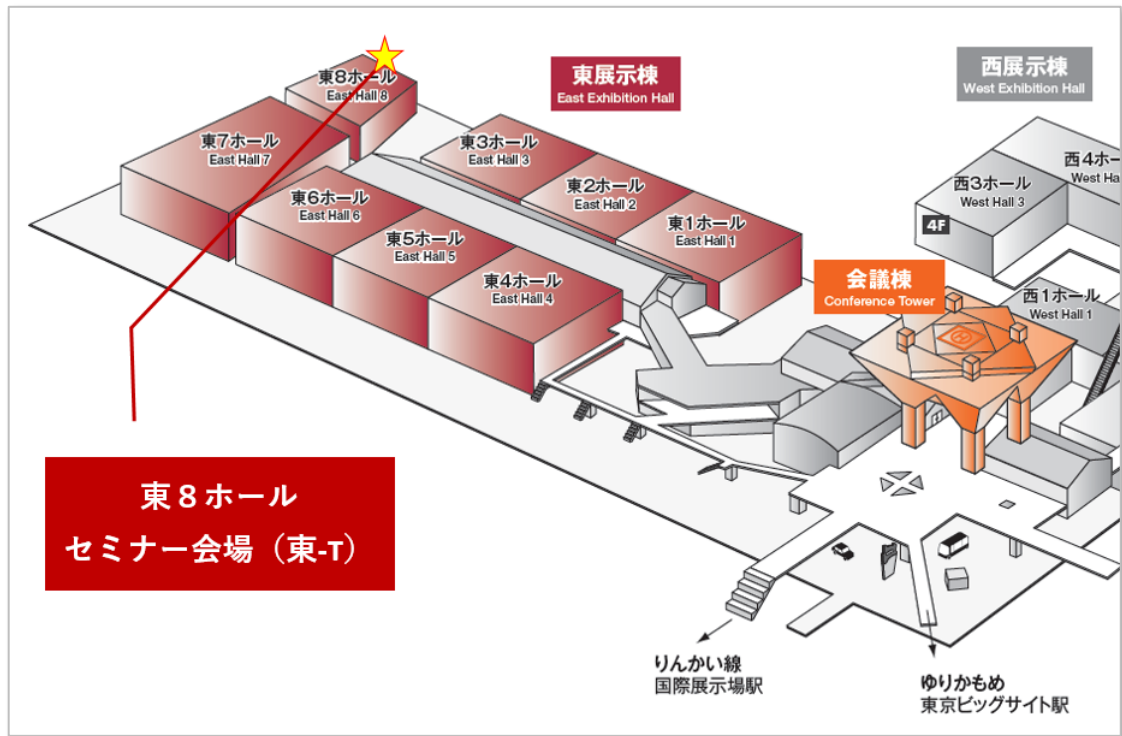 東展示棟
East Exhibition Hall
西展示棟
West Exhibition Hall
東8ホール
East Hall 8
東7ホール
East Hall 7
東3ホール
East Hall 3
東2ホール
East Hall 2
東1ホール
East Hall 1
東6ホール
East Hall 6
東5ホール
East Hall 5
東4ホール
East Hall 4
西4ホー
West Ha
西3ホール
West Hall 3
4F
会議棟
Conference Tower
西1ホール
West Hall 1
H
東８ホール
セミナー会場（東-T）
りんかい線
国際展示場駅
ゆりかもめ
東京ビッグサイト駅